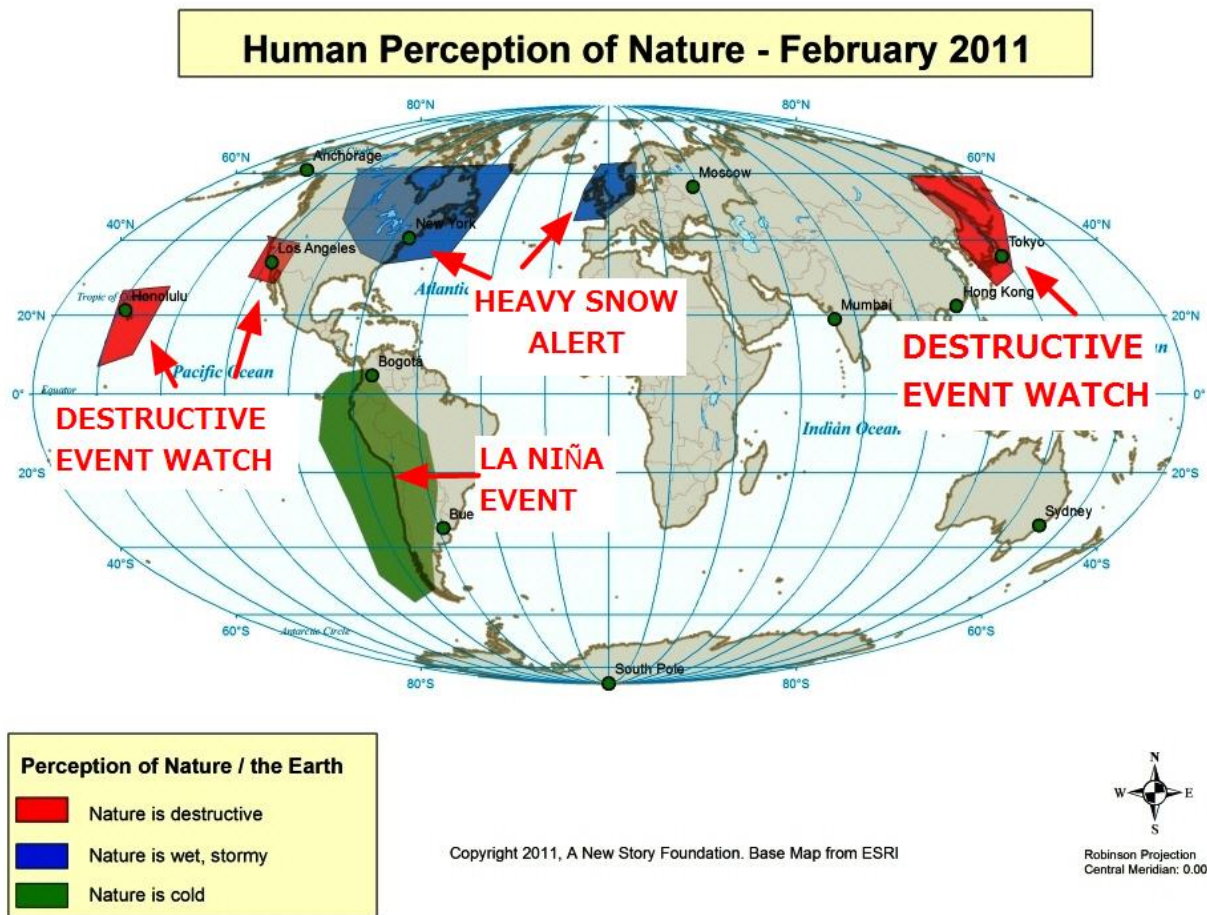 Human Perception of Nature - February 2011
80°N
80°N
60°N
60°N
Anchorage
Moscow
40°N
40°N
New York
Los Angeles
Tokyo
Tropic of
Honolulu
Atlantic
HEAVY SNOW
ALERT
Hong Kong
Mumbai
20°N
20°N
DESTRUCTIVE
EVENT WATCH
Pacific Ocean
Bogotá
Equator
0°
0°
DESTRUCTIVE
EVENT WATCH
Indian Ocean
LA NIÑA
EVENT
20°S
20°S
Bue
Sydney
40°S
40°S
60°S
Antarctic Circle
60°S
South Pole
80°S
80°S
Perception of Nature / the Earth
Nature is destructive
Nature is wet, stormy
Nature is cold
Copyright 2011, A New Story Foundation. Base Map from ESRI
N
W E
S
Robinson Projection
Central Meridian: 0.00